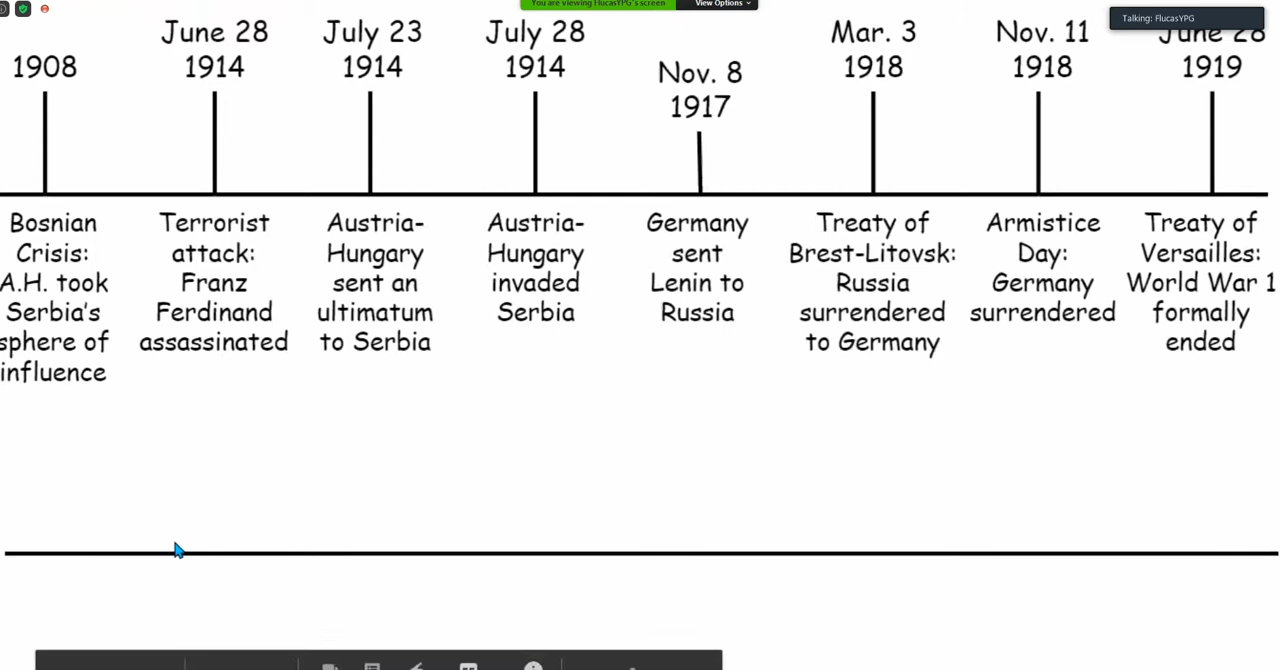 You are viewing FlucasYPG's screen
View Options
Talking: FlucasYPG
1908
June 28
1914
July 23
1914
July 28
1914
Nov. 8
1917
Mar. 3
1918
Nov. 11
1918
June 28
1919
Bosnian
Crisis:
A.H. took
Serbia's
sphere of
influence
Terrorist
attack:
Franz
Ferdinand
assassinated
Austria-
Hungary
sent an
ultimatum
to Serbia
Austria-
Hungary
invaded
Serbia
Germany
sent
Lenin to
Russia
Treaty of
Brest-Litovsk:
Russia
surrendered
to Germany
Armistice
Day:
Germany
surrendered
Treaty of
Versailles:
World War 1
formally
ended